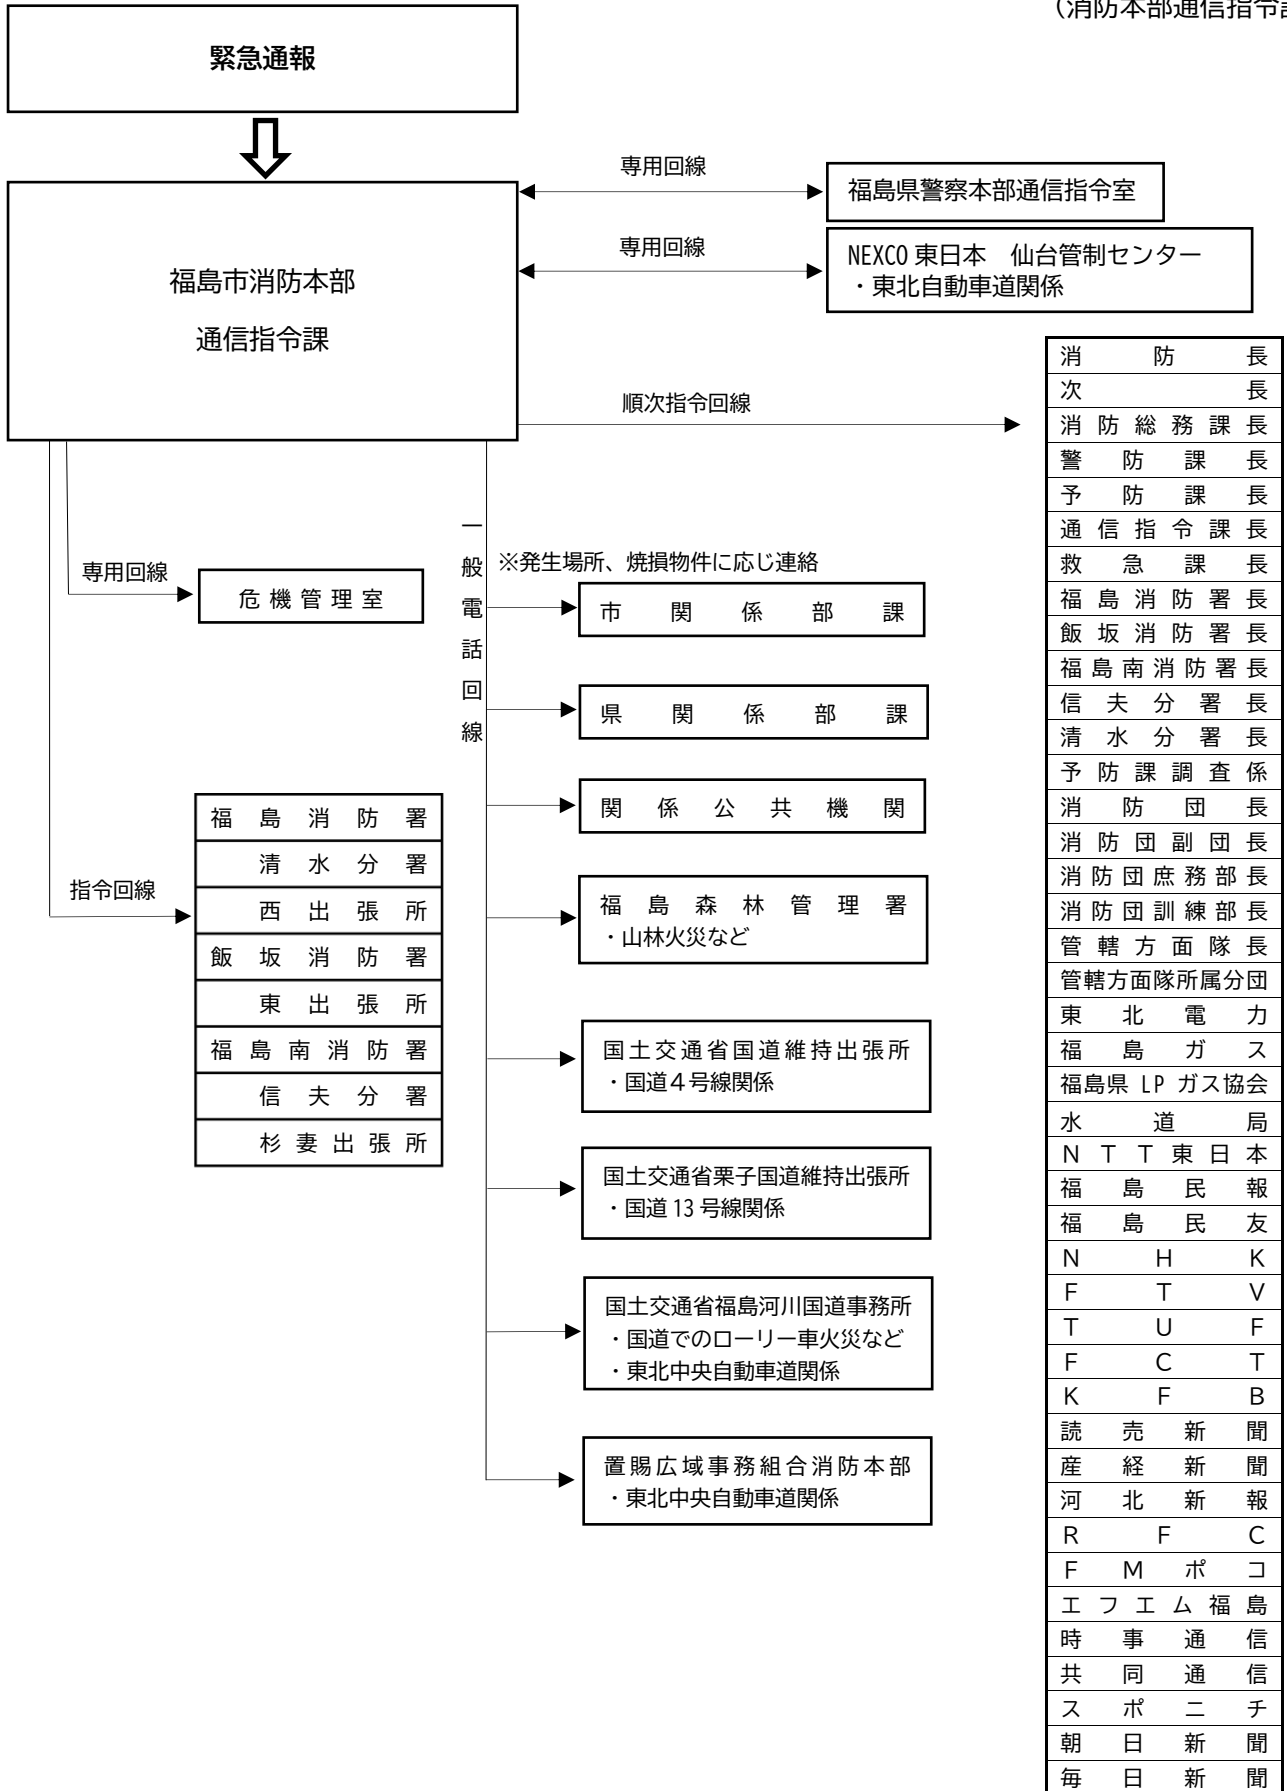 （消防本部通信指令
緊急通報
福島市消防本部
通信指令課
専用回線
福島県警察本部通信指令室
専用回線
NEXCO 東日本　仙台管制センター
・東北自動車道関係
順次指令回線
専用回線
危機管理室
指令回線
福島消防署
清水分署
西出張所
飯坂消防署
東出張所
福島南消防署
信夫分署
杉妻出張所
一般電話回線
※発生場所、焼損物件に応じ連絡
市関係部課
県関係部課
関係公共機関
福島森林管理署
・山林火災など
国土交通省国道維持出張所
・国道４号線関係
国土交通省栗子国道維持出張所
・国道 13 号線関係
国土交通省福島河川国道事務所
・国道でのローリー車火災など
・東北中央自動車道関係
置賜広域事務組合消防本部
・東北中央自動車道関係
消防長
次長
消防総務課長
警防課長
予防課長
通信指令課長
救急課長
福島消防署長
飯坂消防署長
福島南消防署長
信夫分署長
清水分署長
予防課調査係
消防団長
消防団副団長
消防団庶務部長
消防団訓練部長
管轄方面隊長
管轄方面隊所属分団
東北電力
福島ガス
福島県 LP ガス協会
水道局
ＮＴＴ東日本
福島民報
福島民友
ＮＨＫ
ＦＴＶ
ＴＵＦ
ＦＣＴ
ＫＦＢ
読売新聞
産経新聞
河北新報
ＲＦＣ
ＦＭポコ
エフエム福島
時事通信
共同通信
スポニチ
朝日新聞
毎日新聞